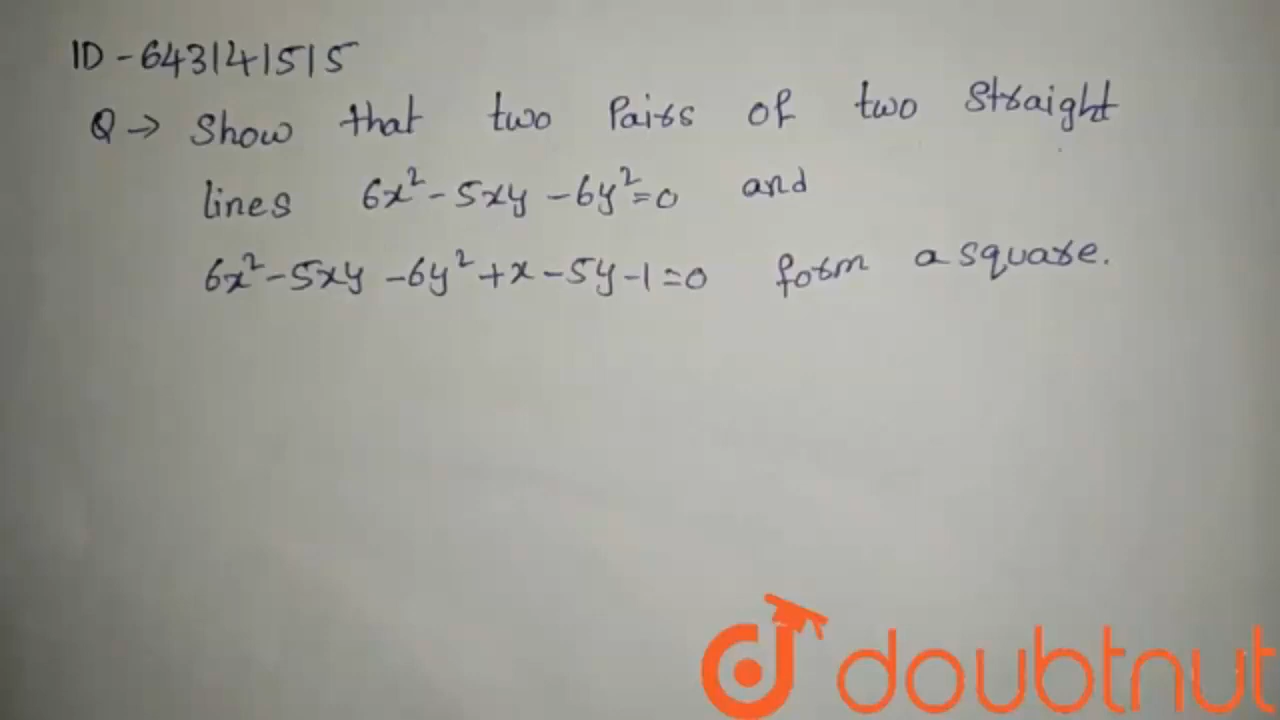 ID - 643141515
Q → Show that two Pairs of two Straight
lines 6x² - 5xy - 6y² = 0 and
6x² - 5xy - 6y² + x - 5y - 1 = 0 form a square.
doubtnut